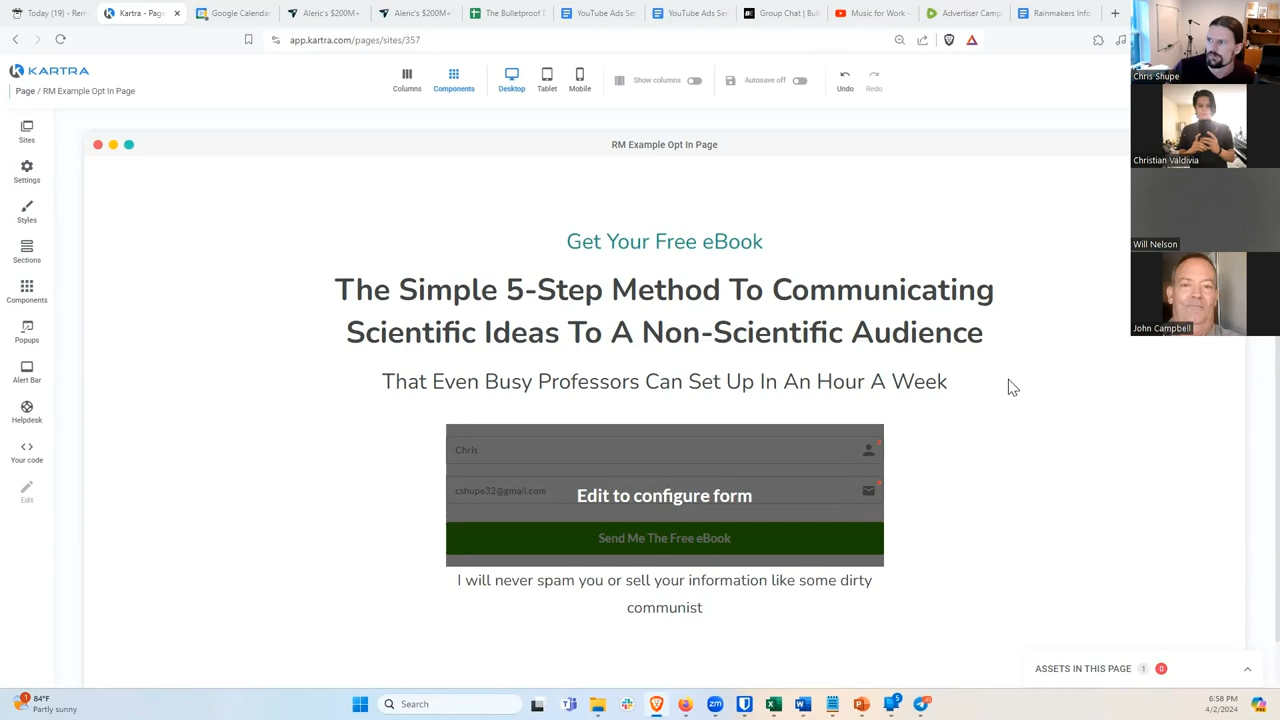 Today (19) - Rem
Kartra - Page
Google Calendar
Aleric's $200M+
Aleric's $200M+
The Bulletproof
YouTube Ad Se
YouTube Ad Se
Group Chat | Bul
Music for Work
Advertiser Camp
Rainmakers Info
app.kartra.com/pages/sites/357
KARTRA
Page / RM Example Opt In Page
Columns
Components
Desktop
Tablet
Mobile
Show columns
Autosave off
Undo
Redo
Chris Shupe
Christian Valdivia
Will Nelson
John Campbell
Sites
Settings
Styles
Sections
Components
Popups
Alert Bar
Helpdesk
Your code
Edit
RM Example Opt In Page
Get Your Free eBook
The Simple 5-Step Method To Communicating
Scientific Ideas To A Non-Scientific Audience
That Even Busy Professors Can Set Up In An Hour A Week
Chris
cshupe32@gmail.com
Edit to configure form
Send Me The Free eBook
I will never spam you or sell your information like some dirty
communist
ASSETS IN THIS PAGE 1 0
1
84°F
Partly sunny
Search
5
6:58 PM
4/2/2024